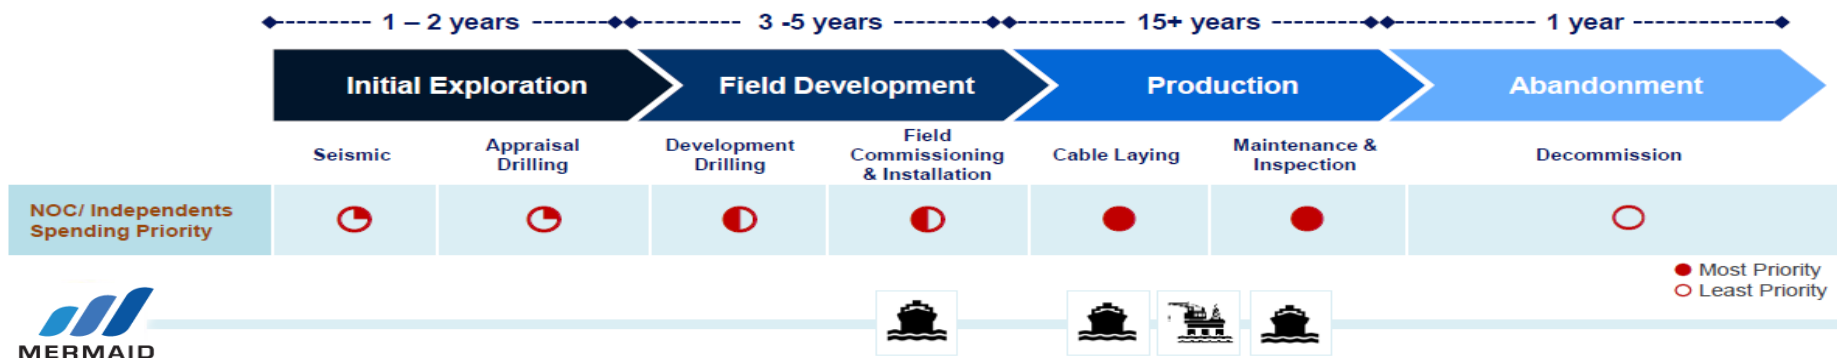 1 – 2 years
3 -5 years
15+ years
1 year
Initial Exploration
Field Development
Production
Abandonment
Seismic
Appraisal
Drilling
Development
Drilling
Field
Commissioning
& Installation
Cable Laying
Maintenance &
Inspection
Decommission
NOC/ Independents
Spending Priority
Most Priority
Least Priority
MERMAID